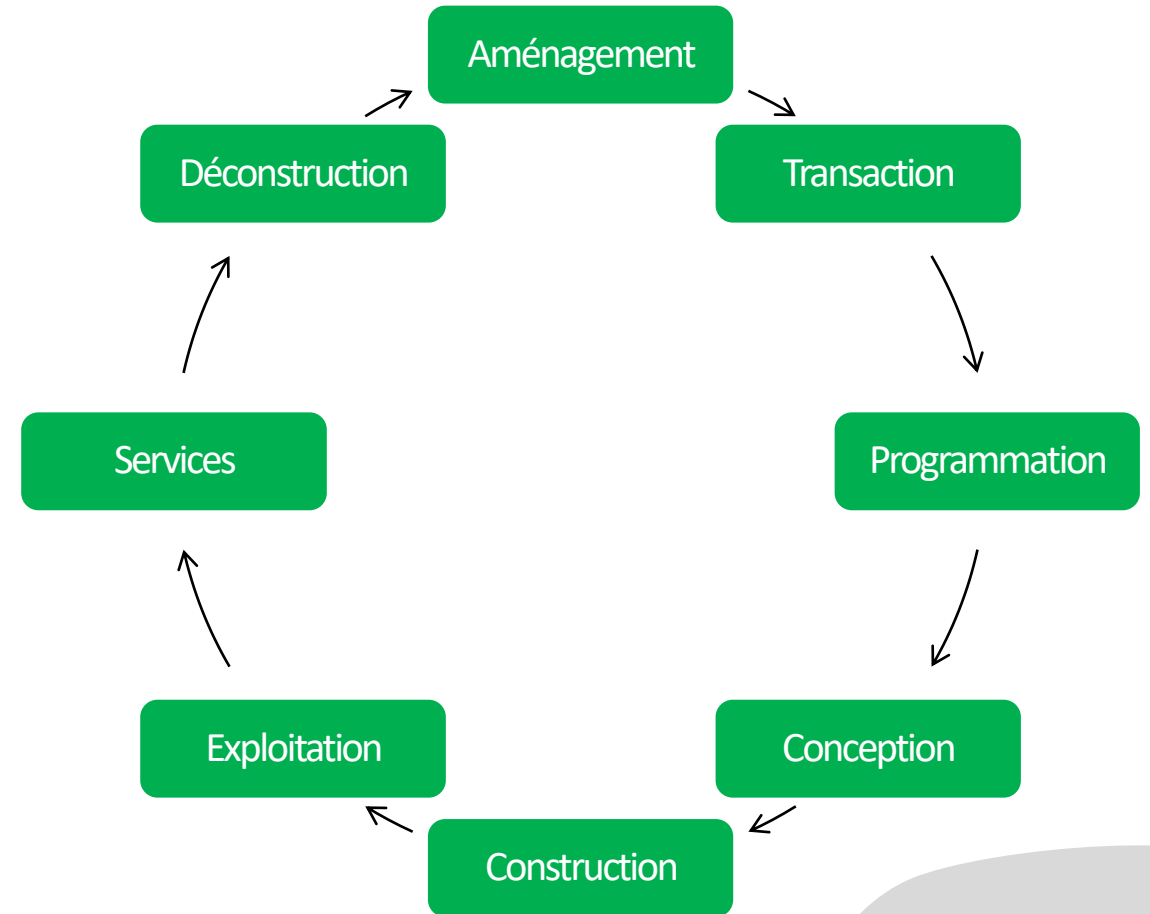 Aménagement
Transaction
Programmation
Conception
Construction
Exploitation
Services
Déconstruction